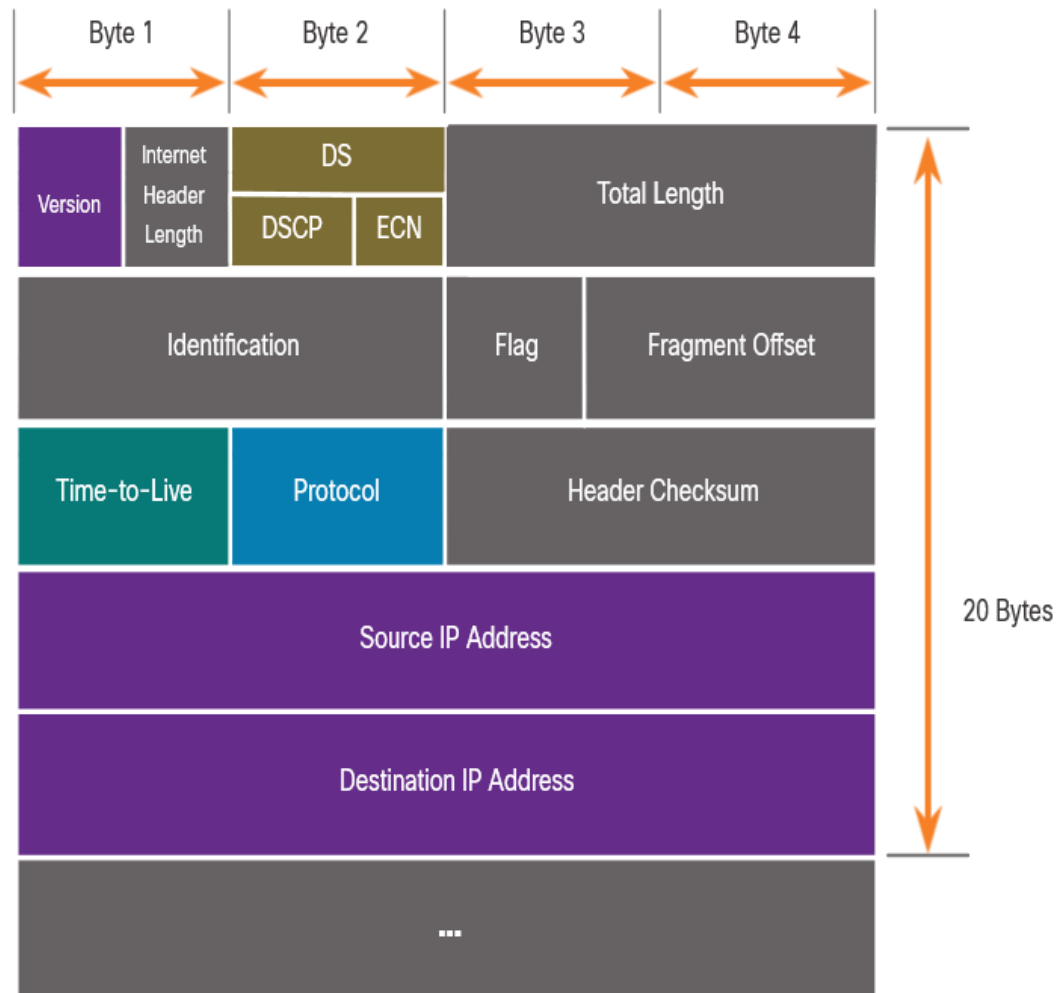 Byte 1
Byte 2
Byte 3
Byte 4
Version
Internet
Header
Length
DS
DSCP
ECN
Total Length
Identification
Flag
Fragment Offset
Time-to-Live
Protocol
Header Checksum
Source IP Address
Destination IP Address
20 Bytes
...